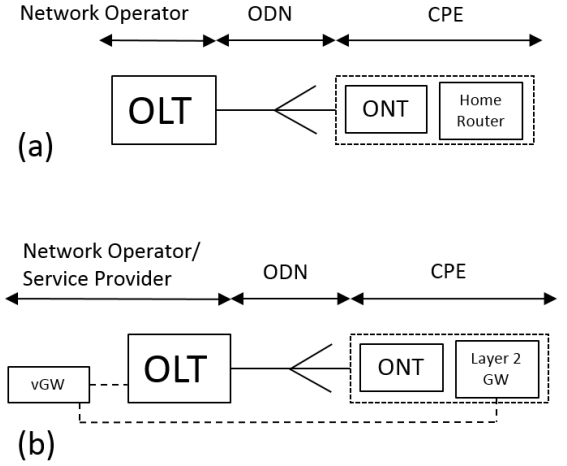 Network Operator
ODN
CPE
OLT
ONT
Home
Router
(a)
Network Operator/
Service Provider
ODN
CPE
vGW
OLT
ONT
Layer 2
GW
(b)